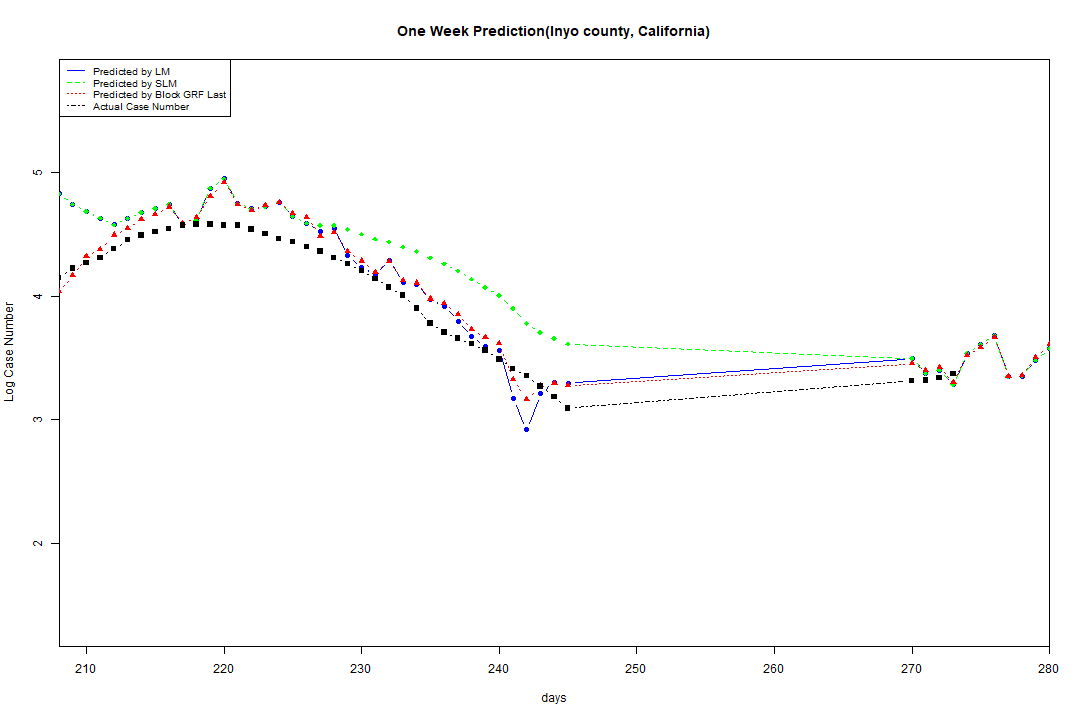 One Week Prediction(Inyo county, California)
Predicted by LM
Predicted by SLM
Predicted by Block GRF Last
Actual Case Number
5
4
3
2
Log Case Number
210 220 230 240 250 260 270 280
days